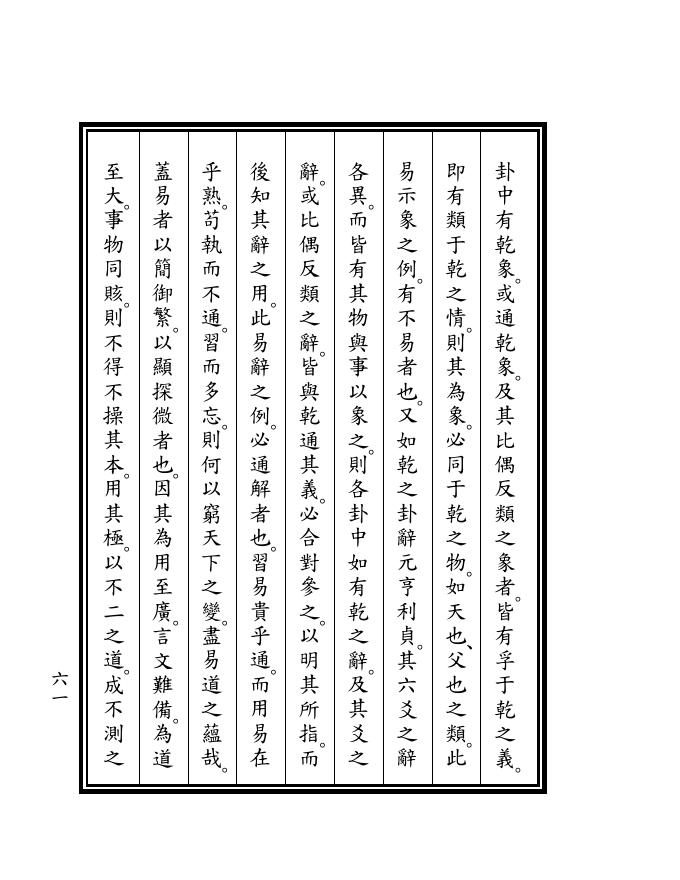 卦中有乾象。或通乾象。及其比偶反類之象者。皆有孚于乾之義。
即有類于乾之情。則其為象。必同于乾之物。如天也、父也之類。此
易示象之例。有不易者也。又如乾之卦辭元亨利貞。其六爻之辭
各異。而皆有其物與事以象之。則各卦中如有乾之辭。及其爻之
辭。或比偶反類之辭。皆與乾通其義。必合對參之。以明其所指。而
後知其辭之用。此易辭之例。必通解者也。習易貴乎通。而用易在
乎熟。苟執而不通。習而多忘。則何以窮天下之變。盡易道之蘊哉。
蓋易者以簡御繁。以顯探微者也。因其為用至廣。言文難備。為道
至大。事物同賅。則不得不操其本。用其極。以不二之道。成不測之
六一